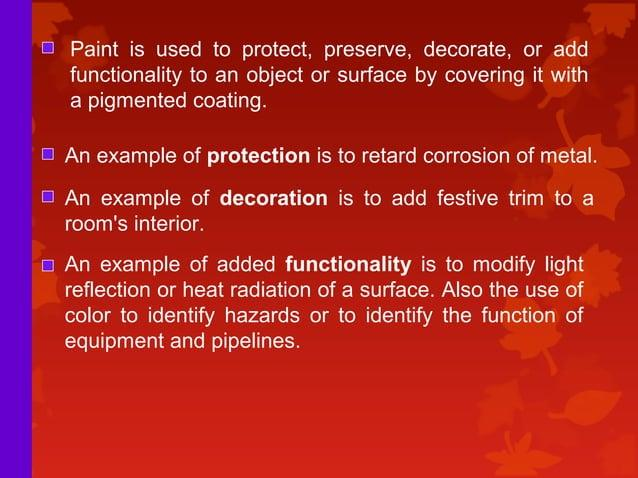 Paint is used to protect, preserve, decorate, or add
functionality to an object or surface by covering it with
a pigmented coating.
An example of protection is to retard corrosion of metal.
An example of decoration is to add festive trim to a
room's interior.
An example of added functionality is to modify light
reflection or heat radiation of a surface. Also the use of
color to identify hazards or to identify the function of
equipment and pipelines.